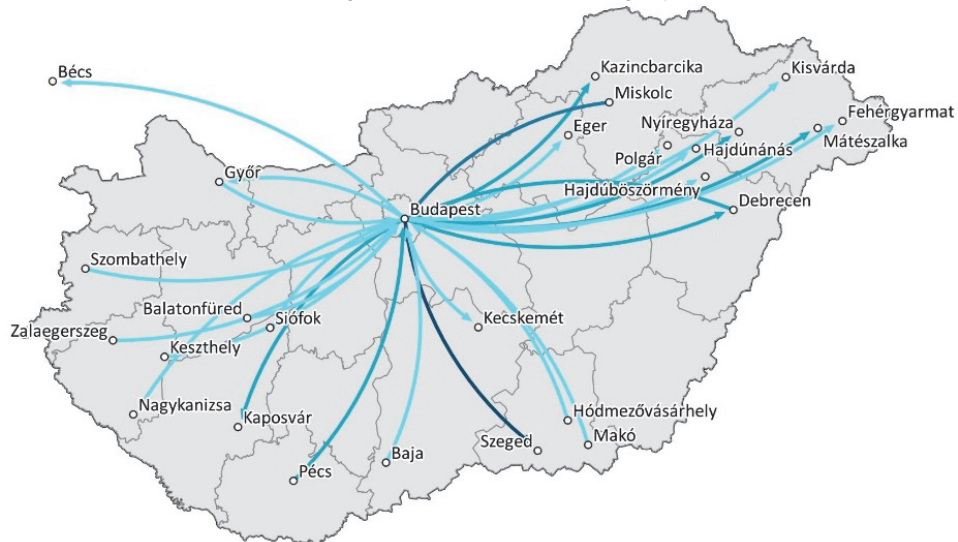 Bécs
Kazincbarcika
Kisvárda
Miskolc
Fehérgyarmat
Eger
Nyíregyháza
Mátészalka
Hajdúnánás
Polgár
Győr
Hajdúböszörmény
Debrecen
Budapest
Szombathely
Balatonfüred
Siófok
Kecskemét
Zalaegerszeg
Keszthely
Nagykanizsa
Kaposvár
Hódmezővásárhely
Szeged
Makó
Baja
Pécs